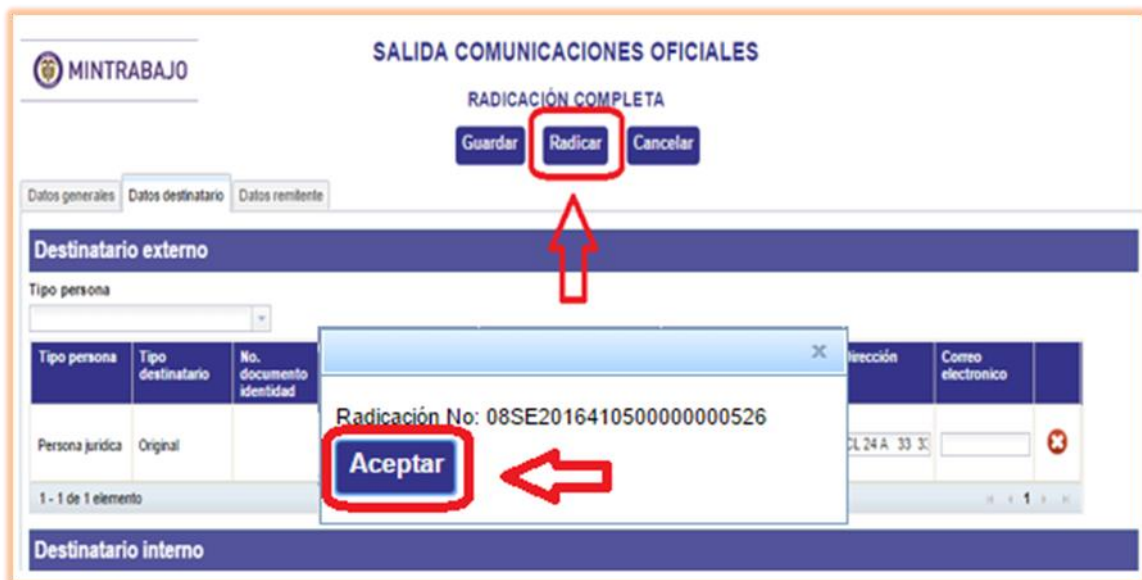 MINTRABAJO
SALIDA COMUNICACIONES OFICIALES
RADICACIÓN COMPLETA
Guardar Radicar Cancelar
Datos generales Datos destinatario Datos remitente
Destinatario externo
Tipo persona
Tipo persona Tipo destinatario No. documento identidad Dirección Correo electronico
Radicación No: 08SE2016410500000000526
Persona juridica Original CL 24 A 33
Aceptar
1 - 1 de 1 elemento 1
Destinatario interno